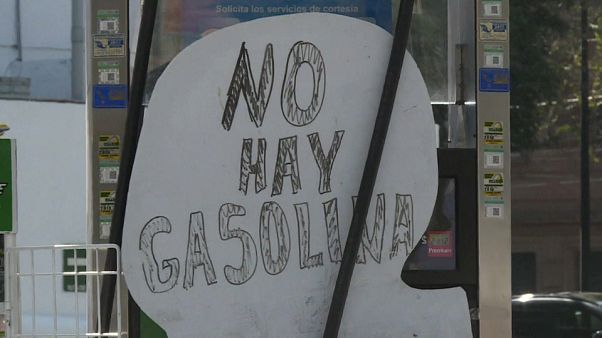 Solicita los servicios de cortesía
NO
HAY
GASOLINA